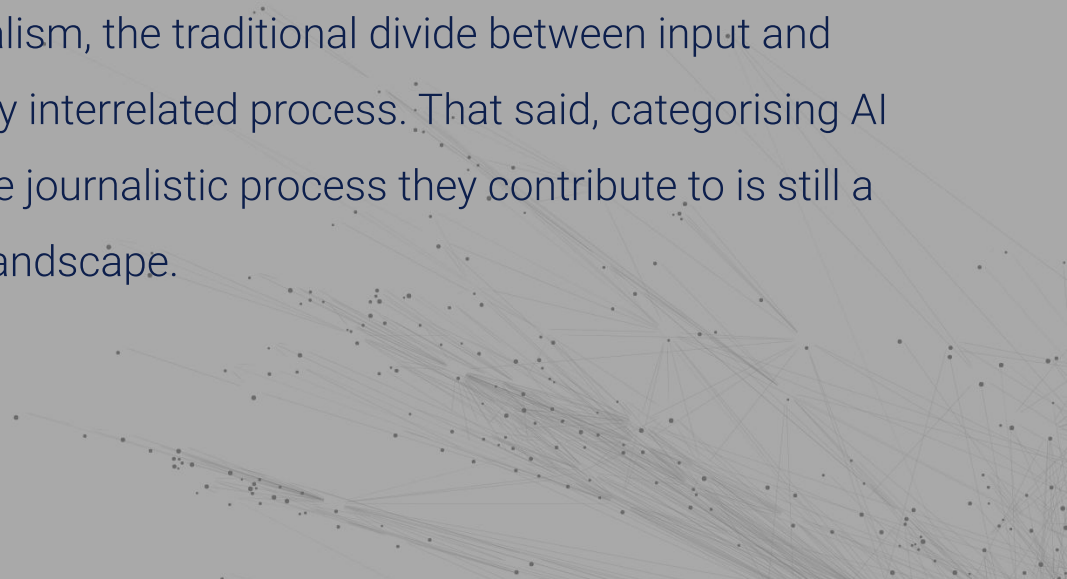 alism, the traditional divide between input and
y interrelated process. That said, categorising AI
e journalistic process they contribute to is still a
andscape.